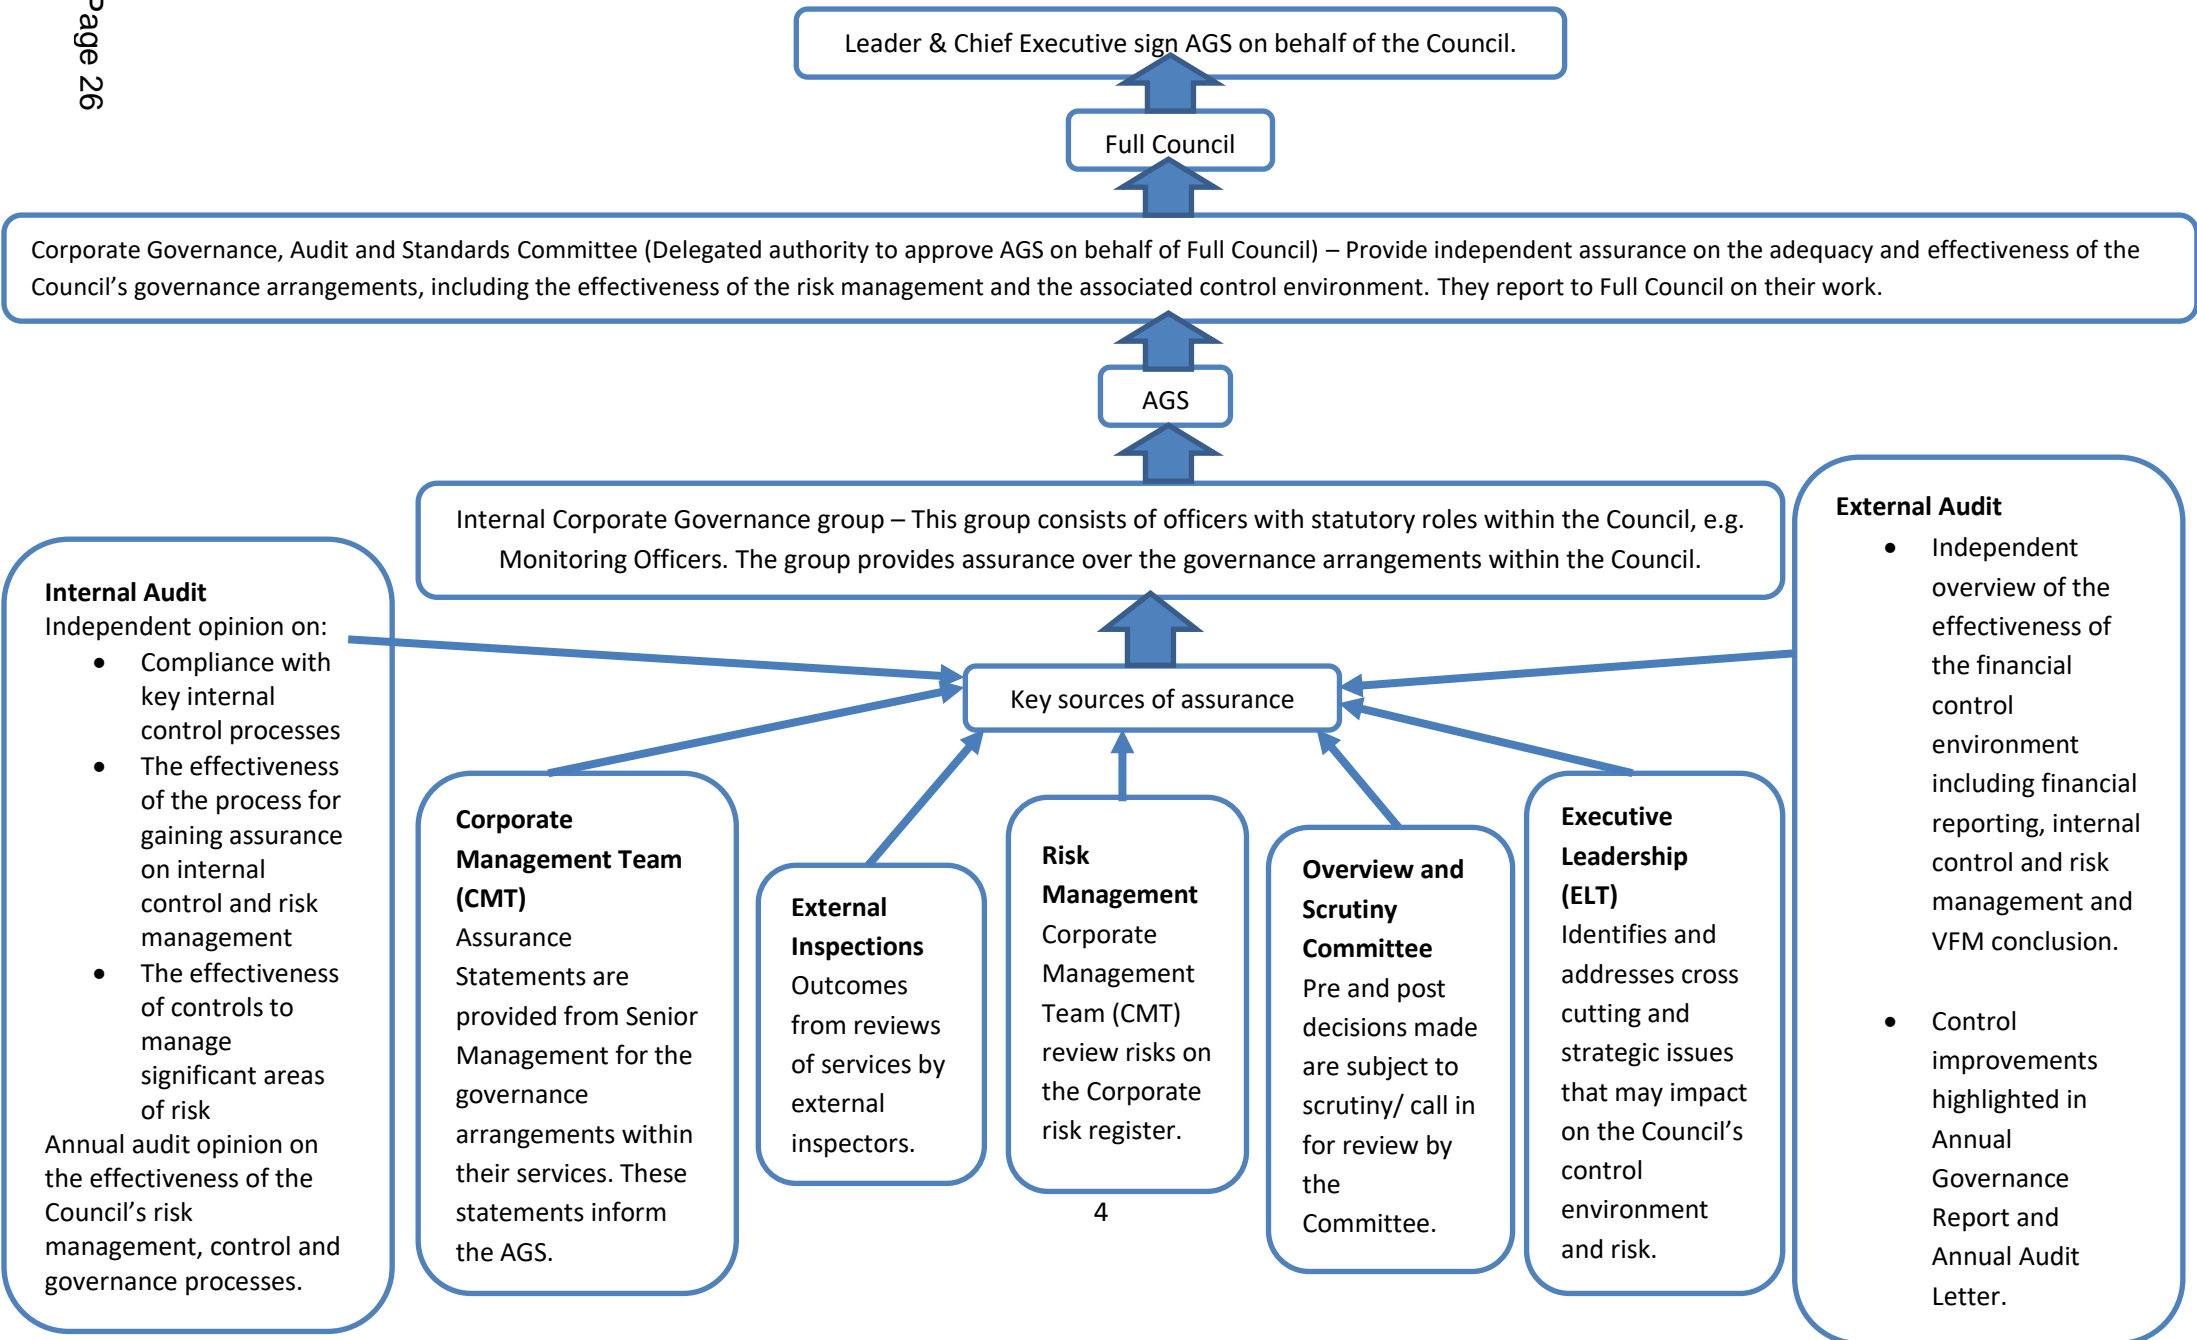 Page 26
Leader & Chief Executive sign AGS on behalf of the Council.
Full Council
Corporate Governance, Audit and Standards Committee (Delegated authority to approve AGS on behalf of Full Council) – Provide independent assurance on the adequacy and effectiveness of the
Council’s governance arrangements, including the effectiveness of the risk management and the associated control environment. They report to Full Council on their work.
AGS
Internal Corporate Governance group – This group consists of officers with statutory roles within the Council, e.g.
Monitoring Officers. The group provides assurance over the governance arrangements within the Council.
Key sources of assurance
Internal Audit
Independent opinion on:
• Compliance with
key internal
control processes
• The effectiveness
of the process for
gaining assurance
on internal
control and risk
management
• The effectiveness
of controls to
manage
significant areas
of risk
Annual audit opinion on
the effectiveness of the
Council’s risk
management, control and
governance processes.
Corporate
Management Team
(CMT)
Assurance
Statements are
provided from Senior
Management for the
governance
arrangements within
their services. These
statements inform
the AGS.
External
Inspections
Outcomes
from reviews
of services by
external
inspectors.
Risk
Management
Corporate
Management
Team (CMT)
review risks on
the Corporate
risk register.
Overview and
Scrutiny
Committee
Pre and post
decisions made
are subject to
scrutiny/ call in
for review by
the
Committee.
Executive
Leadership
(ELT)
Identifies and
addresses cross
cutting and
strategic issues
that may impact
on the Council’s
control
environment
and risk.
External Audit
• Independent
overview of the
effectiveness of
the financial
control
environment
including financial
reporting, internal
control and risk
management and
VFM conclusion.
• Control
improvements
highlighted in
Annual
Governance
Report and
Annual Audit
Letter.
4